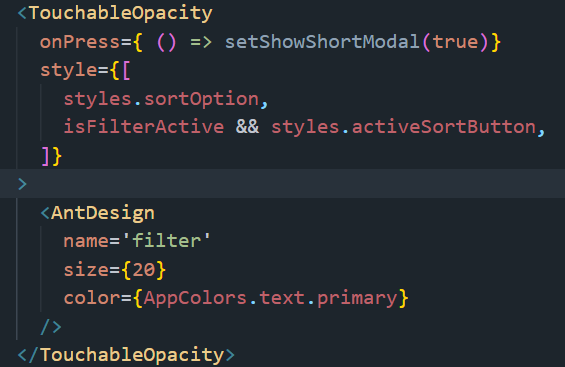 <TouchableOpacity
  onPress={ () => setShowShortModal(true)}
  style={[
    styles.sortOption,
    isFilterActive && styles.activeSortButton,
  ]}
>
  <AntDesign
    name='filter'
    size={20}
    color={AppColors.text.primary}
  />
</TouchableOpacity>